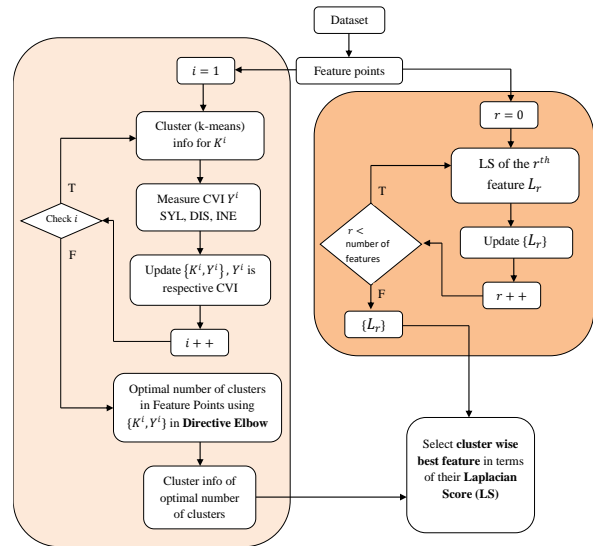 Dataset
Feature points
i = 1
Cluster (k-means)
info for K^i
Measure CVI Y^i
SYL, DIS, INE
Update {K^i, Y^i}, Y^i is
respective CVI
i + +
Check i
T
F
Optimal number of clusters
in Feature Points using
{K^i, Y^i} in Directive Elbow
Cluster info of
optimal number
of clusters
r = 0
LS of the r^th
feature L_r
Update {L_r}
r + +
r <
number of
features
T
F
{L_r}
Select cluster wise
best feature in terms
of their Laplacian
Score (LS)